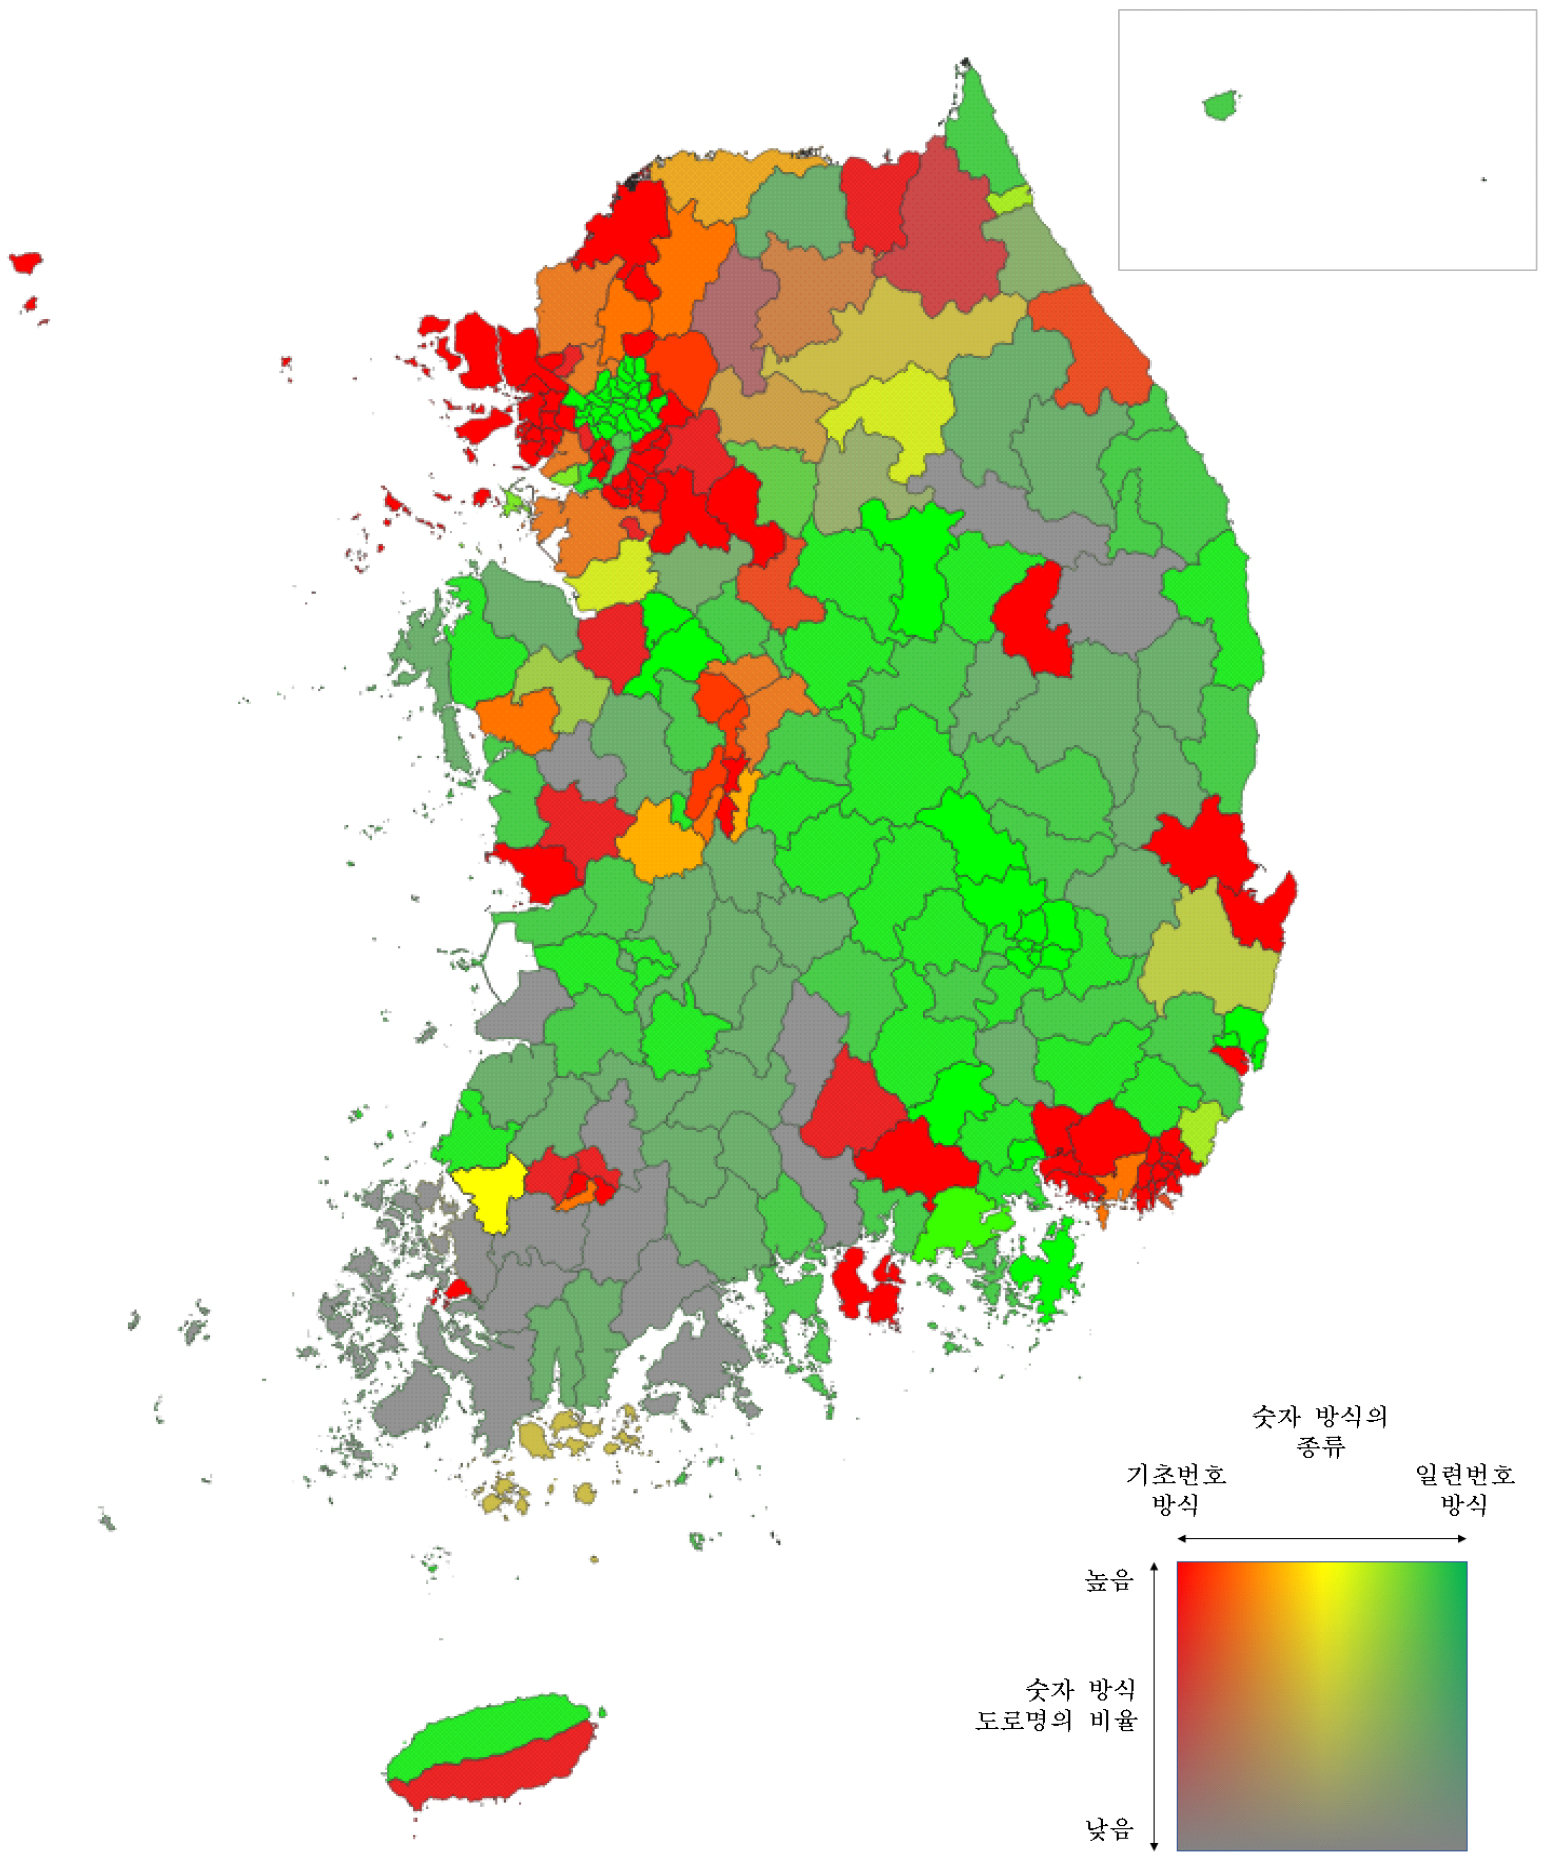 숫자 방식의
종류
기초번호
방식
일련번호
방식
높음
숫자 방식
도로명의 비율
낮음